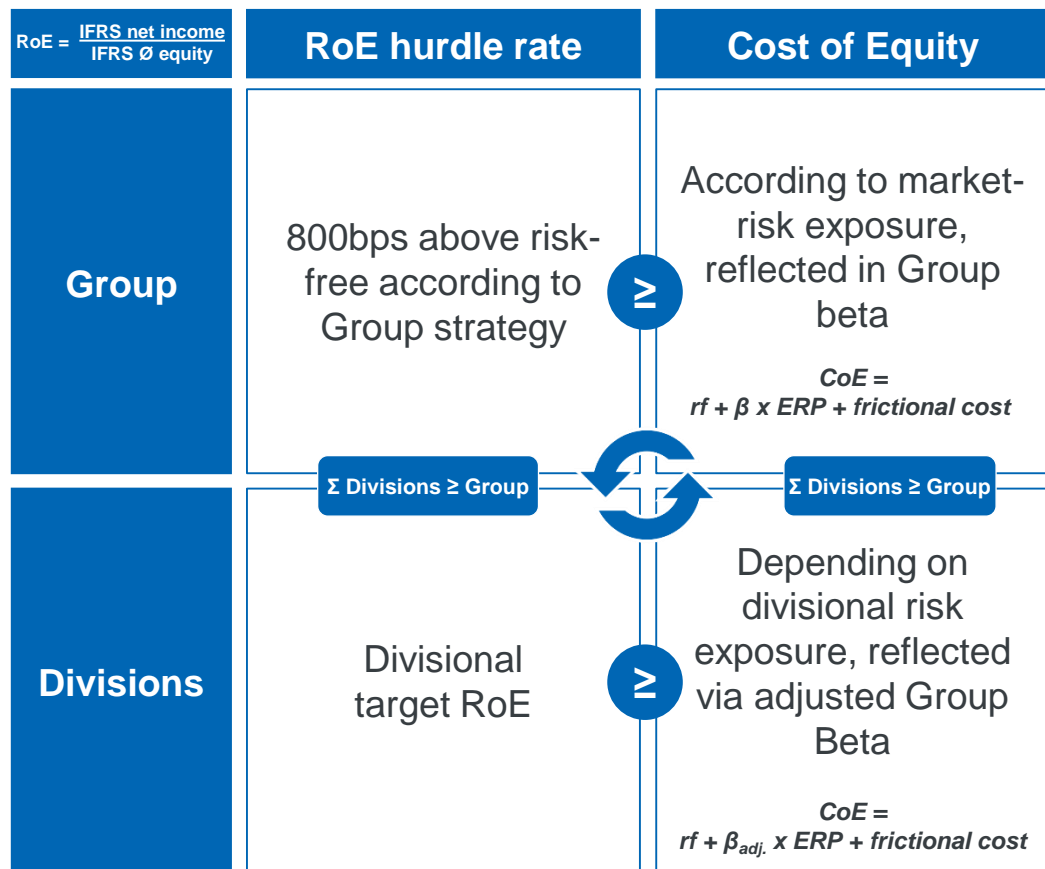 RoE = IFRS net income
IFRS Ø equity
RoE hurdle rate
Cost of Equity
Group
800bps above risk-
free according to
Group strategy
≥
According to market-
risk exposure,
reflected in Group
beta
CoE =
rf + β x ERP + frictional cost
Σ Divisions ≥ Group
Σ Divisions ≥ Group
Divisions
Divisional
target RoE
≥
Depending on
divisional risk
exposure, reflected
via adjusted Group
Beta
CoE =
rf + βadj. x ERP + frictional cost